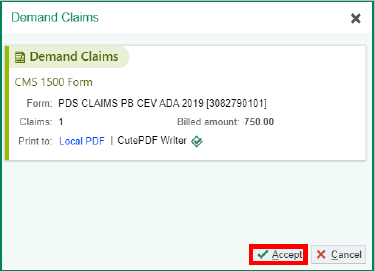 Demand Claims
Demand Claims
CMS 1500 Form
Form: PDS CLAIMS PB CEV ADA 2019 [3082790101]
Claims: 1 Billed amount: 750.00
Print to: Local PDF | CutePDF Writer
Accept Cancel